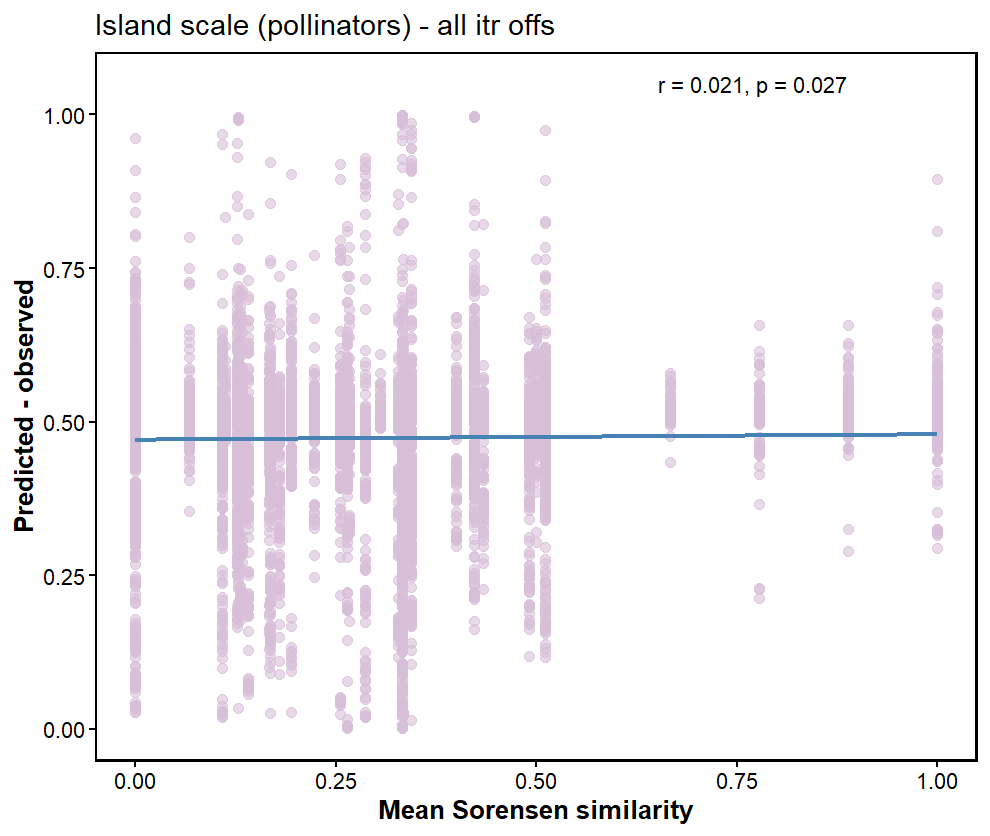 Island scale (pollinators) - all itr offs
r = 0.021, p = 0.027
1.00
0.75
0.50
0.25
0.00
Predicted - observed
0.00 0.25 0.50 0.75 1.00
Mean Sorensen similarity